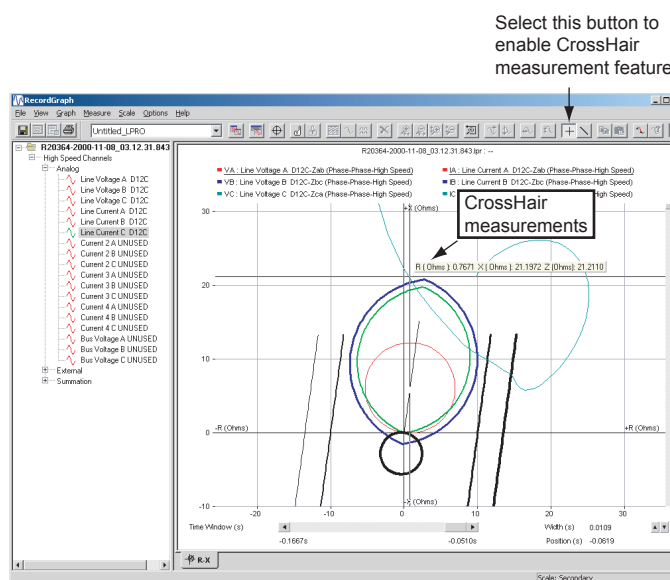 Select this button to
enable CrossHair
measurement feature
RecordGraph
File View Graph Measure Scale Options Help
Untitled_LPRO
R20364-2000-11-08_03.12.31.843
High Speed Channels
Analog
Line Voltage A D12C
Line Voltage B D12C
Line Voltage C D12C
Line Current A D12C
Line Current B D12C
Line Current C D12C
Current 2 A UNUSED
Current 2 B UNUSED
Current 2 C UNUSED
Current 3 A UNUSED
Current 3 B UNUSED
Current 3 C UNUSED
Current 4 A UNUSED
Current 4 B UNUSED
Current 4 C UNUSED
Bus Voltage A UNUSED
Bus Voltage B UNUSED
Bus Voltage C UNUSED
External
Summation
R20364-2000-11-08_03.12.31.843.lpr : --
VA : Line Voltage A D12C-Zab (Phase-Phase-High Speed)
IA : Line Current A D12C-Zab (Phase-Phase-High Speed)
VB : Line Voltage B D12C-Zbc (Phase-Phase-High Speed)
IB : Line Current B D12C-Zbc (Phase-Phase-High Speed)
VC : Line Voltage C D12C-Zca (Phase-Phase-High Speed)
IC
CrossHair
measurements
+X (Ohms)
R ( Ohms ): 0.7671 X ( Ohms ): 21.1972 Z (Ohms): 21.2110
30
20
10
0
-10
-R (Ohms)
+R (Ohms)
-X (Ohms)
-20
-10
0
10
20
30
Time Window (s)
-0.1667s
-0.0510s
Width (s) 0.0109
Position (s) -0.0619
R-X
Scale: Secondary